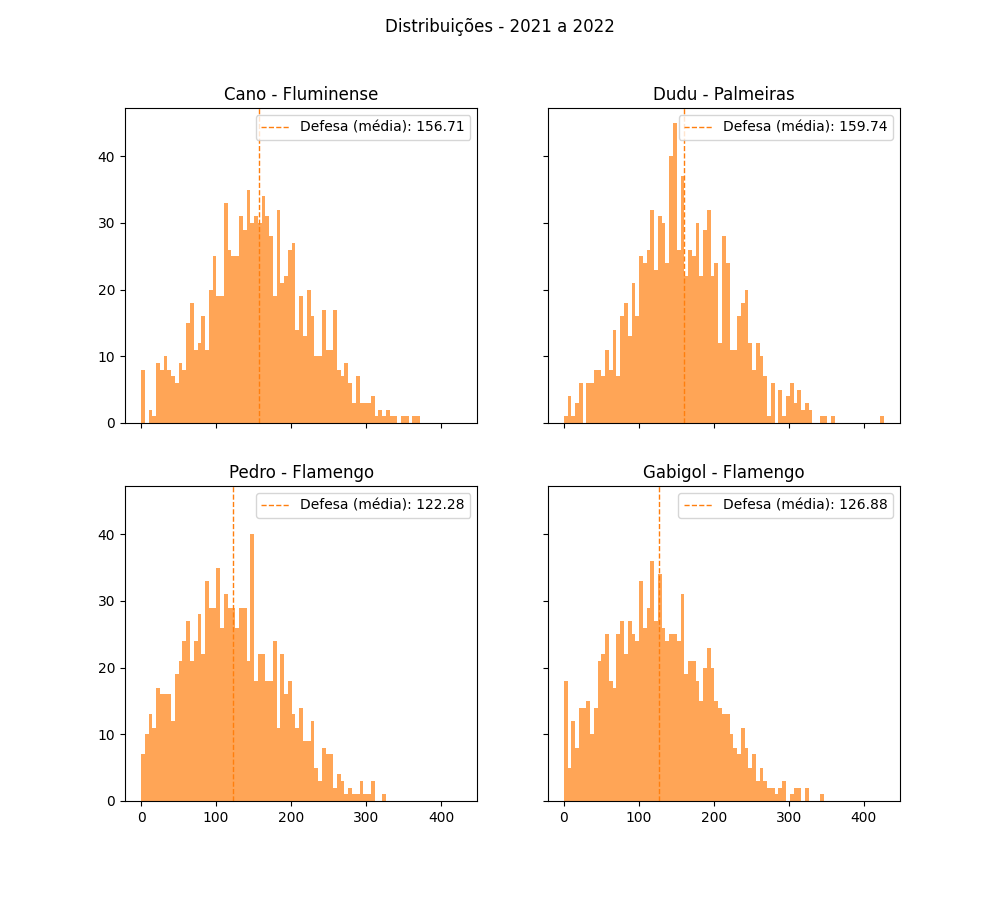 Distribuições - 2021 a 2022
Cano - Fluminense
Dudu - Palmeiras
Defesa (média): 156.71
Defesa (média): 159.74
40
30
20
10
0
Pedro - Flamengo
Gabigol - Flamengo
Defesa (média): 122.28
Defesa (média): 126.88
40
30
20
10
0
0 100 200 300 400
0 100 200 300 400